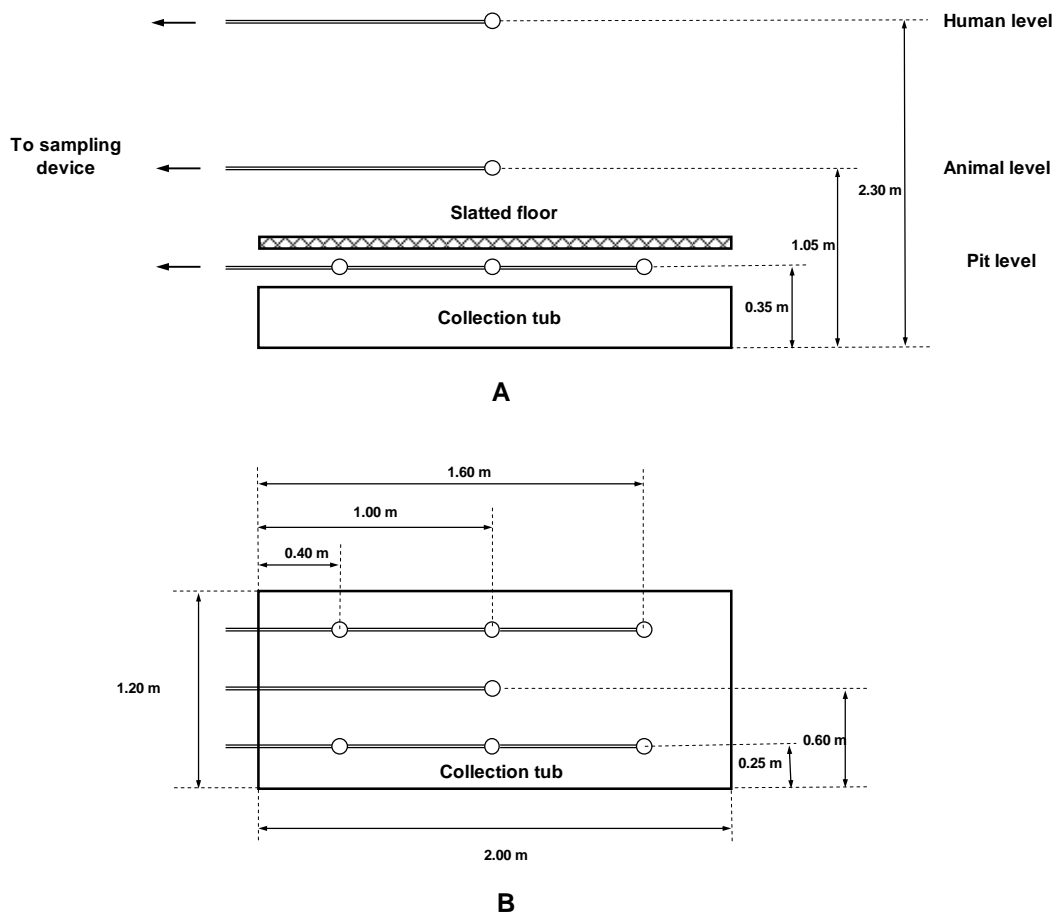 Human level
To sampling
device
Animal level
2.30 m
Slatted floor
1.05 m
Pit level
0.35 m
Collection tub
A
1.60 m
1.00 m
0.40 m
1.20 m
0.60 m
0.25 m
Collection tub
2.00 m
B